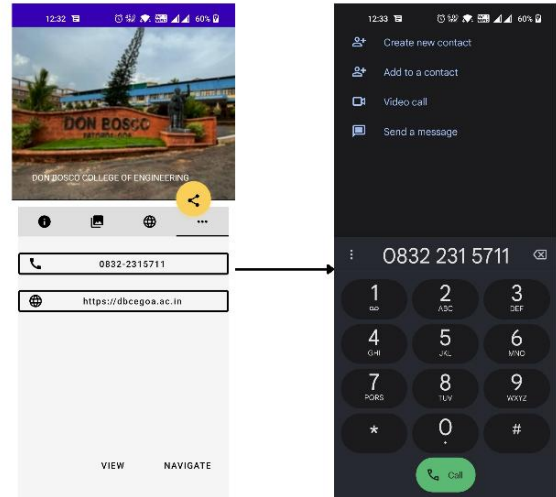 12:32
60%
DON BOSCO
FATORDA-GOA
DON BOSCO COLLEGE OF ENGINEERING
0832-2315711
https://dbcegoa.ac.in
VIEW NAVIGATE
12:33
60%
Create new contact
Add to a contact
Video call
Send a message
0832 231 5711
1 2 ABC 3 DEF
4 GHI 5 JKL 6 MNO
7 PQRS 8 TUV 9 WXYZ
* 0 + #
Call